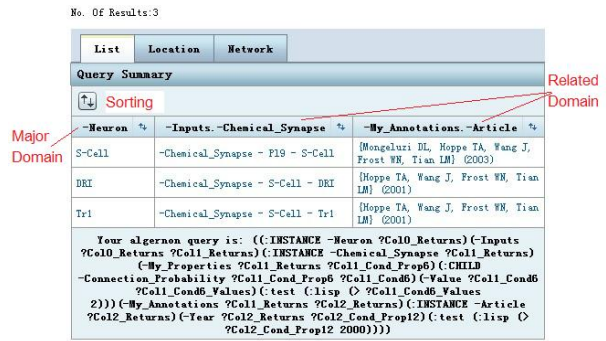 No. Of Results:3
List Location Network
Query Summary
Related
Domain
Sorting
Major
Domain
-Neuron -Inputs.-Chemical_Synapse -My_Annotations.-Article
S-Cell -Chemical_Synapse - P19 - S-Cell {Mongeluzi DL, Hoppe TA, Wang J,
Frost WN, Tian LM} (2003)
DRI -Chemical_Synapse - S-Cell - DRI {Hoppe TA, Wang J, Frost WN, Tian
LM} (2001)
Tr1 -Chemical_Synapse - S-Cell - Tr1 {Hoppe TA, Wang J, Frost WN, Tian
LM} (2001)
Your algernon query is: ((:INSTANCE -Neuron ?Col0_Returns)(-Inputs
?Col0_Returns ?Col1_Returns)(:INSTANCE -Chemical_Synapse ?Col1_Returns)
(-My_Properties ?Col1_Returns ?Col1_Cond_Prop6)(:CHILD
-Connection_Probability ?Col1_Cond_Prop6 ?Col1_Cond6)(-Value ?Col1_Cond6
?Col1_Cond6_Values)(:test (:lisp (> ?Col1_Cond6_Values
2)))(-My_Annotations ?Col1_Returns ?Col2_Returns)(:INSTANCE -Article
?Col2_Returns)(-Year ?Col2_Returns ?Col2_Cond_Prop12)(:test (:lisp (>
?Col2_Cond_Prop12 2000))))